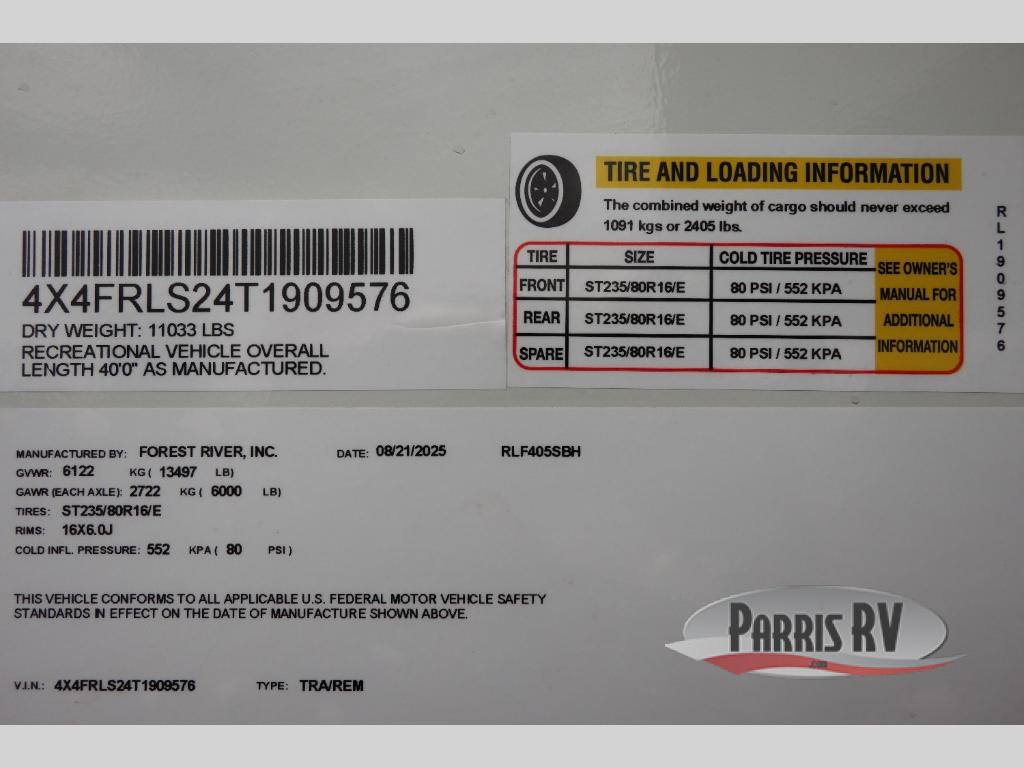 4X4FRLS24T1909576
DRY WEIGHT: 11033 LBS
RECREATIONAL VEHICLE OVERALL
LENGTH 40'0" AS MANUFACTURED.
TIRE AND LOADING INFORMATION
The combined weight of cargo should never exceed
1091 kgs or 2405 lbs.
TIRE SIZE COLD TIRE PRESSURE
FRONT ST235/80R16/E 80 PSI / 552 KPA
REAR ST235/80R16/E 80 PSI / 552 KPA
SPARE ST235/80R16/E 80 PSI / 552 KPA
SEE OWNER'S
MANUAL FOR
ADDITIONAL
INFORMATION
RL1909576
MANUFACTURED BY: FOREST RIVER, INC. DATE: 08/21/2025 RLF405SBH
GVWR: 6122 KG ( 13497 LB)
GAWR (EACH AXLE): 2722 KG ( 6000 LB)
TIRES: ST235/80R16/E
RIMS: 16X6.0J
COLD INFL. PRESSURE: 552 KPA ( 80 PSI )
THIS VEHICLE CONFORMS TO ALL APPLICABLE U.S. FEDERAL MOTOR VEHICLE SAFETY
STANDARDS IN EFFECT ON THE DATE OF MANUFACTURE SHOWN ABOVE.
V.I.N.: 4X4FRLS24T1909576 TYPE: TRA/REM
PARRIS RV
.com